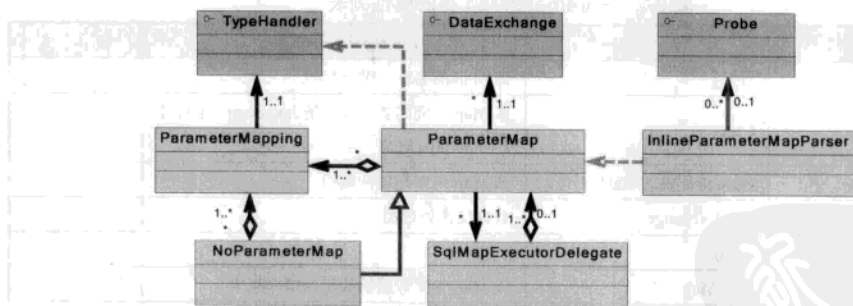 TypeHandler
DataExchange
Probe
1..1
*
1..1
0..*
0..1
ParameterMapping
ParameterMap
InlineParameterMapParser
*
1..*
1..*
*
*
1..1
1..*
0..1
NoParameterMap
SqlMapExecutorDelegate